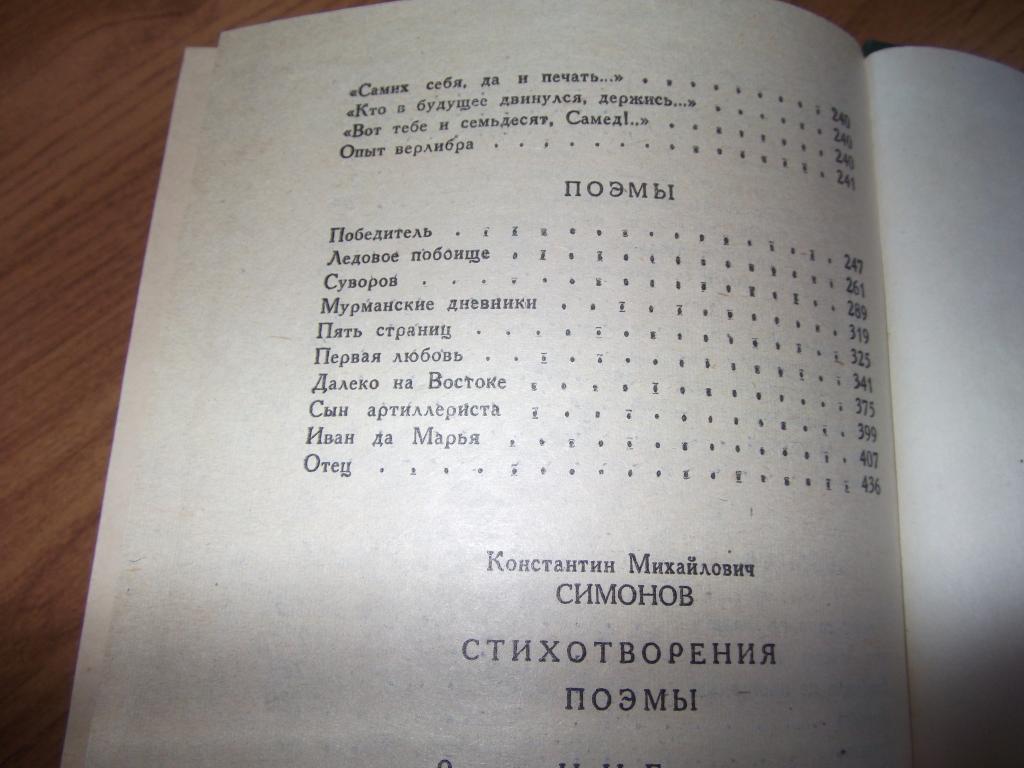 «Самих себя, да и печать...» . . . . . . . 240
«Кто в будущее двинулся, держись...» . . . . . 240
«Вот тебе и семьдесят, Самед!..» . . . . . . 240
Опыт верлибра . . . . . . . . . . . . 241
ПОЭМЫ
Победитель . . . . . . . . . . . . . . 247
Ледовое побоище . . . . . . . . . . . . 261
Суворов . . . . . . . . . . . . . . . 289
Мурманские дневники . . . . . . . . . . 319
Пять страниц . . . . . . . . . . . . . 325
Первая любовь . . . . . . . . . . . . . 341
Далеко на Востоке . . . . . . . . . . . 375
Сын артиллериста . . . . . . . . . . . 399
Иван да Марья . . . . . . . . . . . . 407
Отец . . . . . . . . . . . . . . . . 436
Константин Михайлович
СИМОНОВ
СТИХОТВОРЕНИЯ
ПОЭМЫ